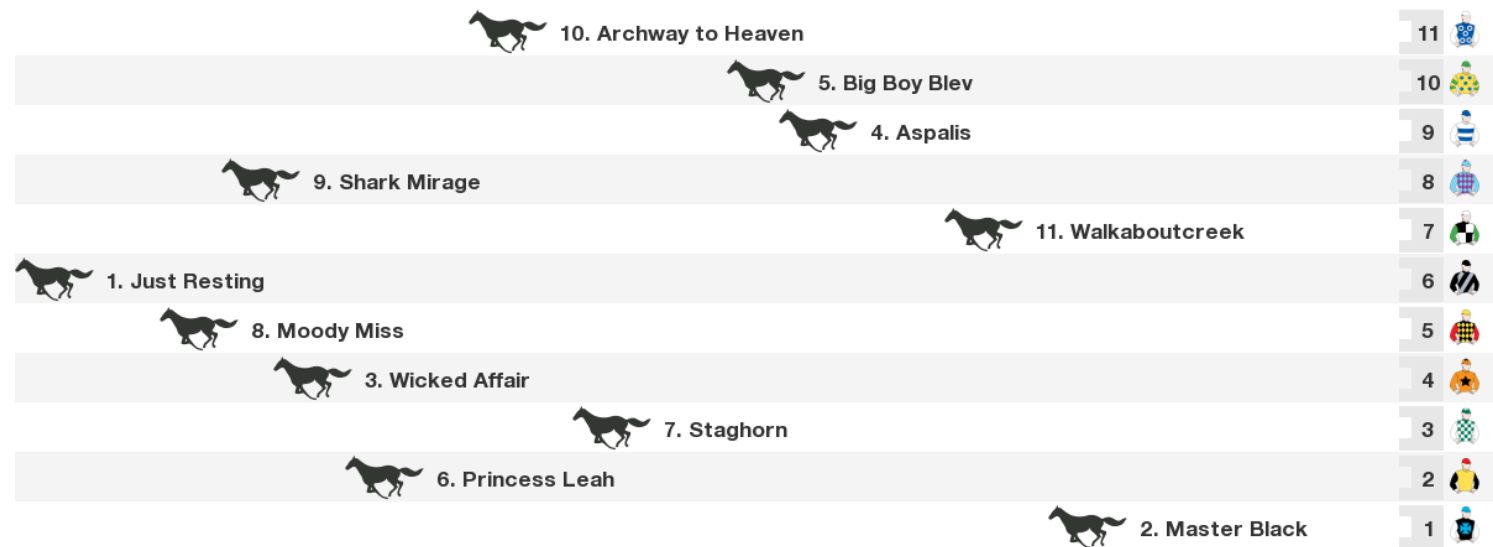 10. Archway to Heaven 11
5. Big Boy Blev 10
4. Aspalis 9
9. Shark Mirage 8
11. Walkaboutcreek 7
1. Just Resting 6
8. Moody Miss 5
3. Wicked Affair 4
7. Staghorn 3
6. Princess Leah 2
2. Master Black 1